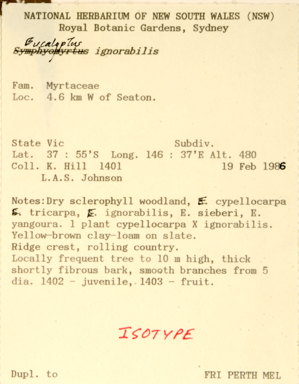 NATIONAL HERBARIUM OF NEW SOUTH WALES (NSW)
Royal Botanic Gardens, Sydney
Eucalyptus
Symphyomyrtus ignorabilis
Fam. Myrtaceae
Loc. 4.6 km W of Seaton.
State Vic Subdiv.
Lat. 37 : 55'S Long. 146 : 37'E Alt. 480
Coll. K. Hill 1401 19 Feb 1986
L.A.S. Johnson
Notes:Dry sclerophyll woodland, E. cypellocarpa
E. tricarpa, E. ignorabilis, E. sieberi, E.
yangoura. 1 plant cypellocarpa X ignorabilis.
Yellow-brown clay-loam on slate.
Ridge crest, rolling country.
Locally frequent tree to 10 m high, thick
shortly fibrous bark, smooth branches from 5
dia. 1402 - juvenile, 1403 - fruit.
ISOTYPE
Dupl. to FRI PERTH MEL